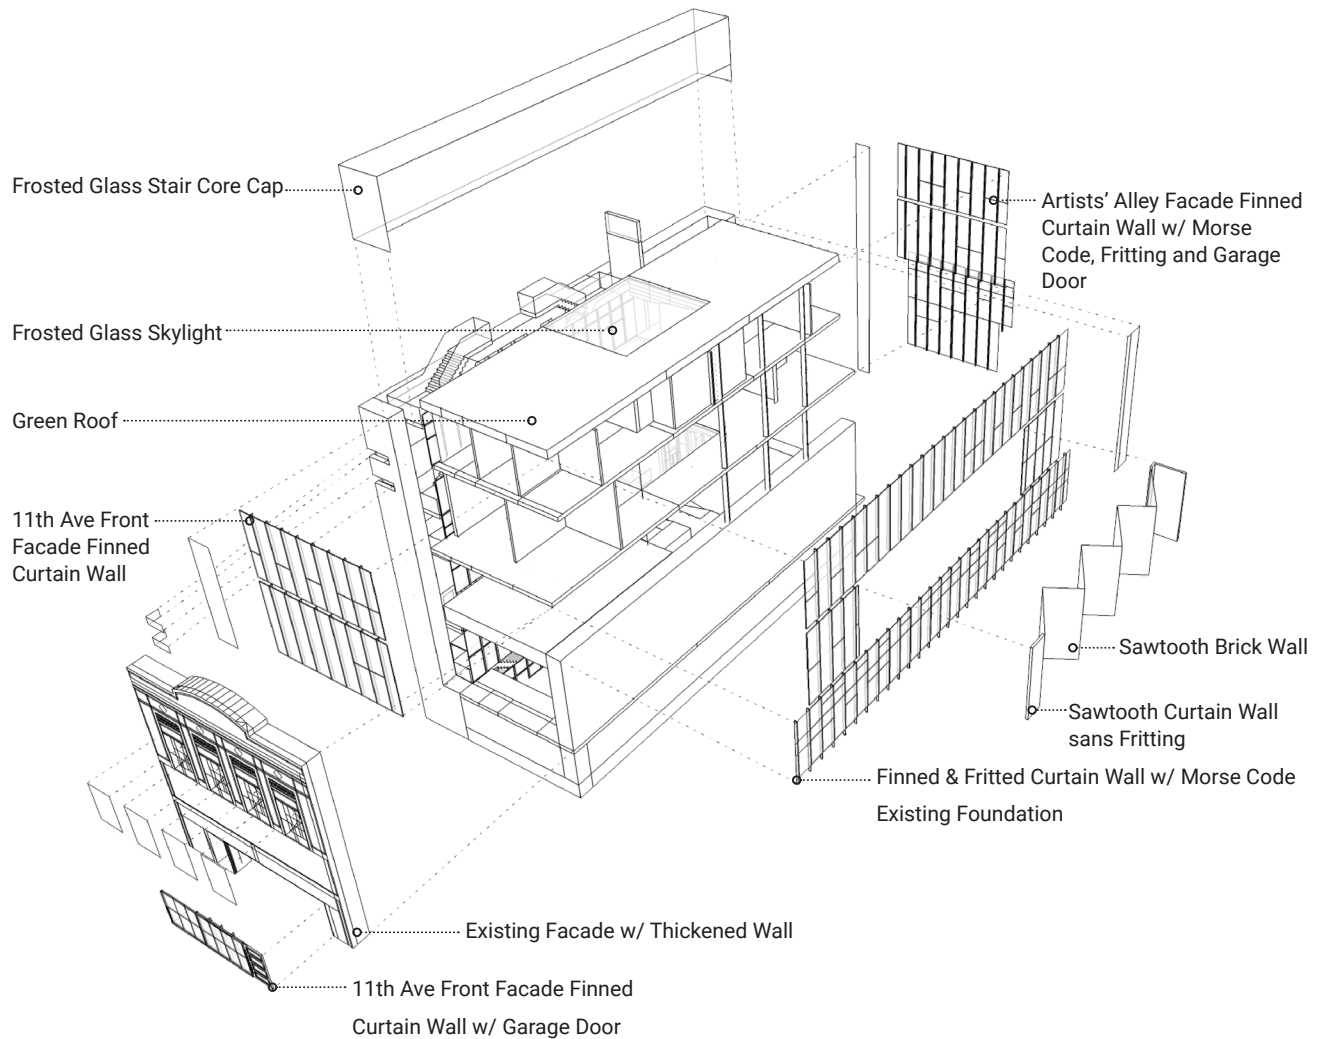 Frosted Glass Stair Core Cap
Artists' Alley Facade Finned
Curtain Wall w/ Morse
Code, Fritting and Garage
Door
Frosted Glass Skylight
Green Roof
11th Ave Front
Facade Finned
Curtain Wall
Sawtooth Brick Wall
Sawtooth Curtain Wall
sans Fritting
Finned & Fritted Curtain Wall w/ Morse Code
Existing Foundation
Existing Facade w/ Thickened Wall
11th Ave Front Facade Finned
Curtain Wall w/ Garage Door